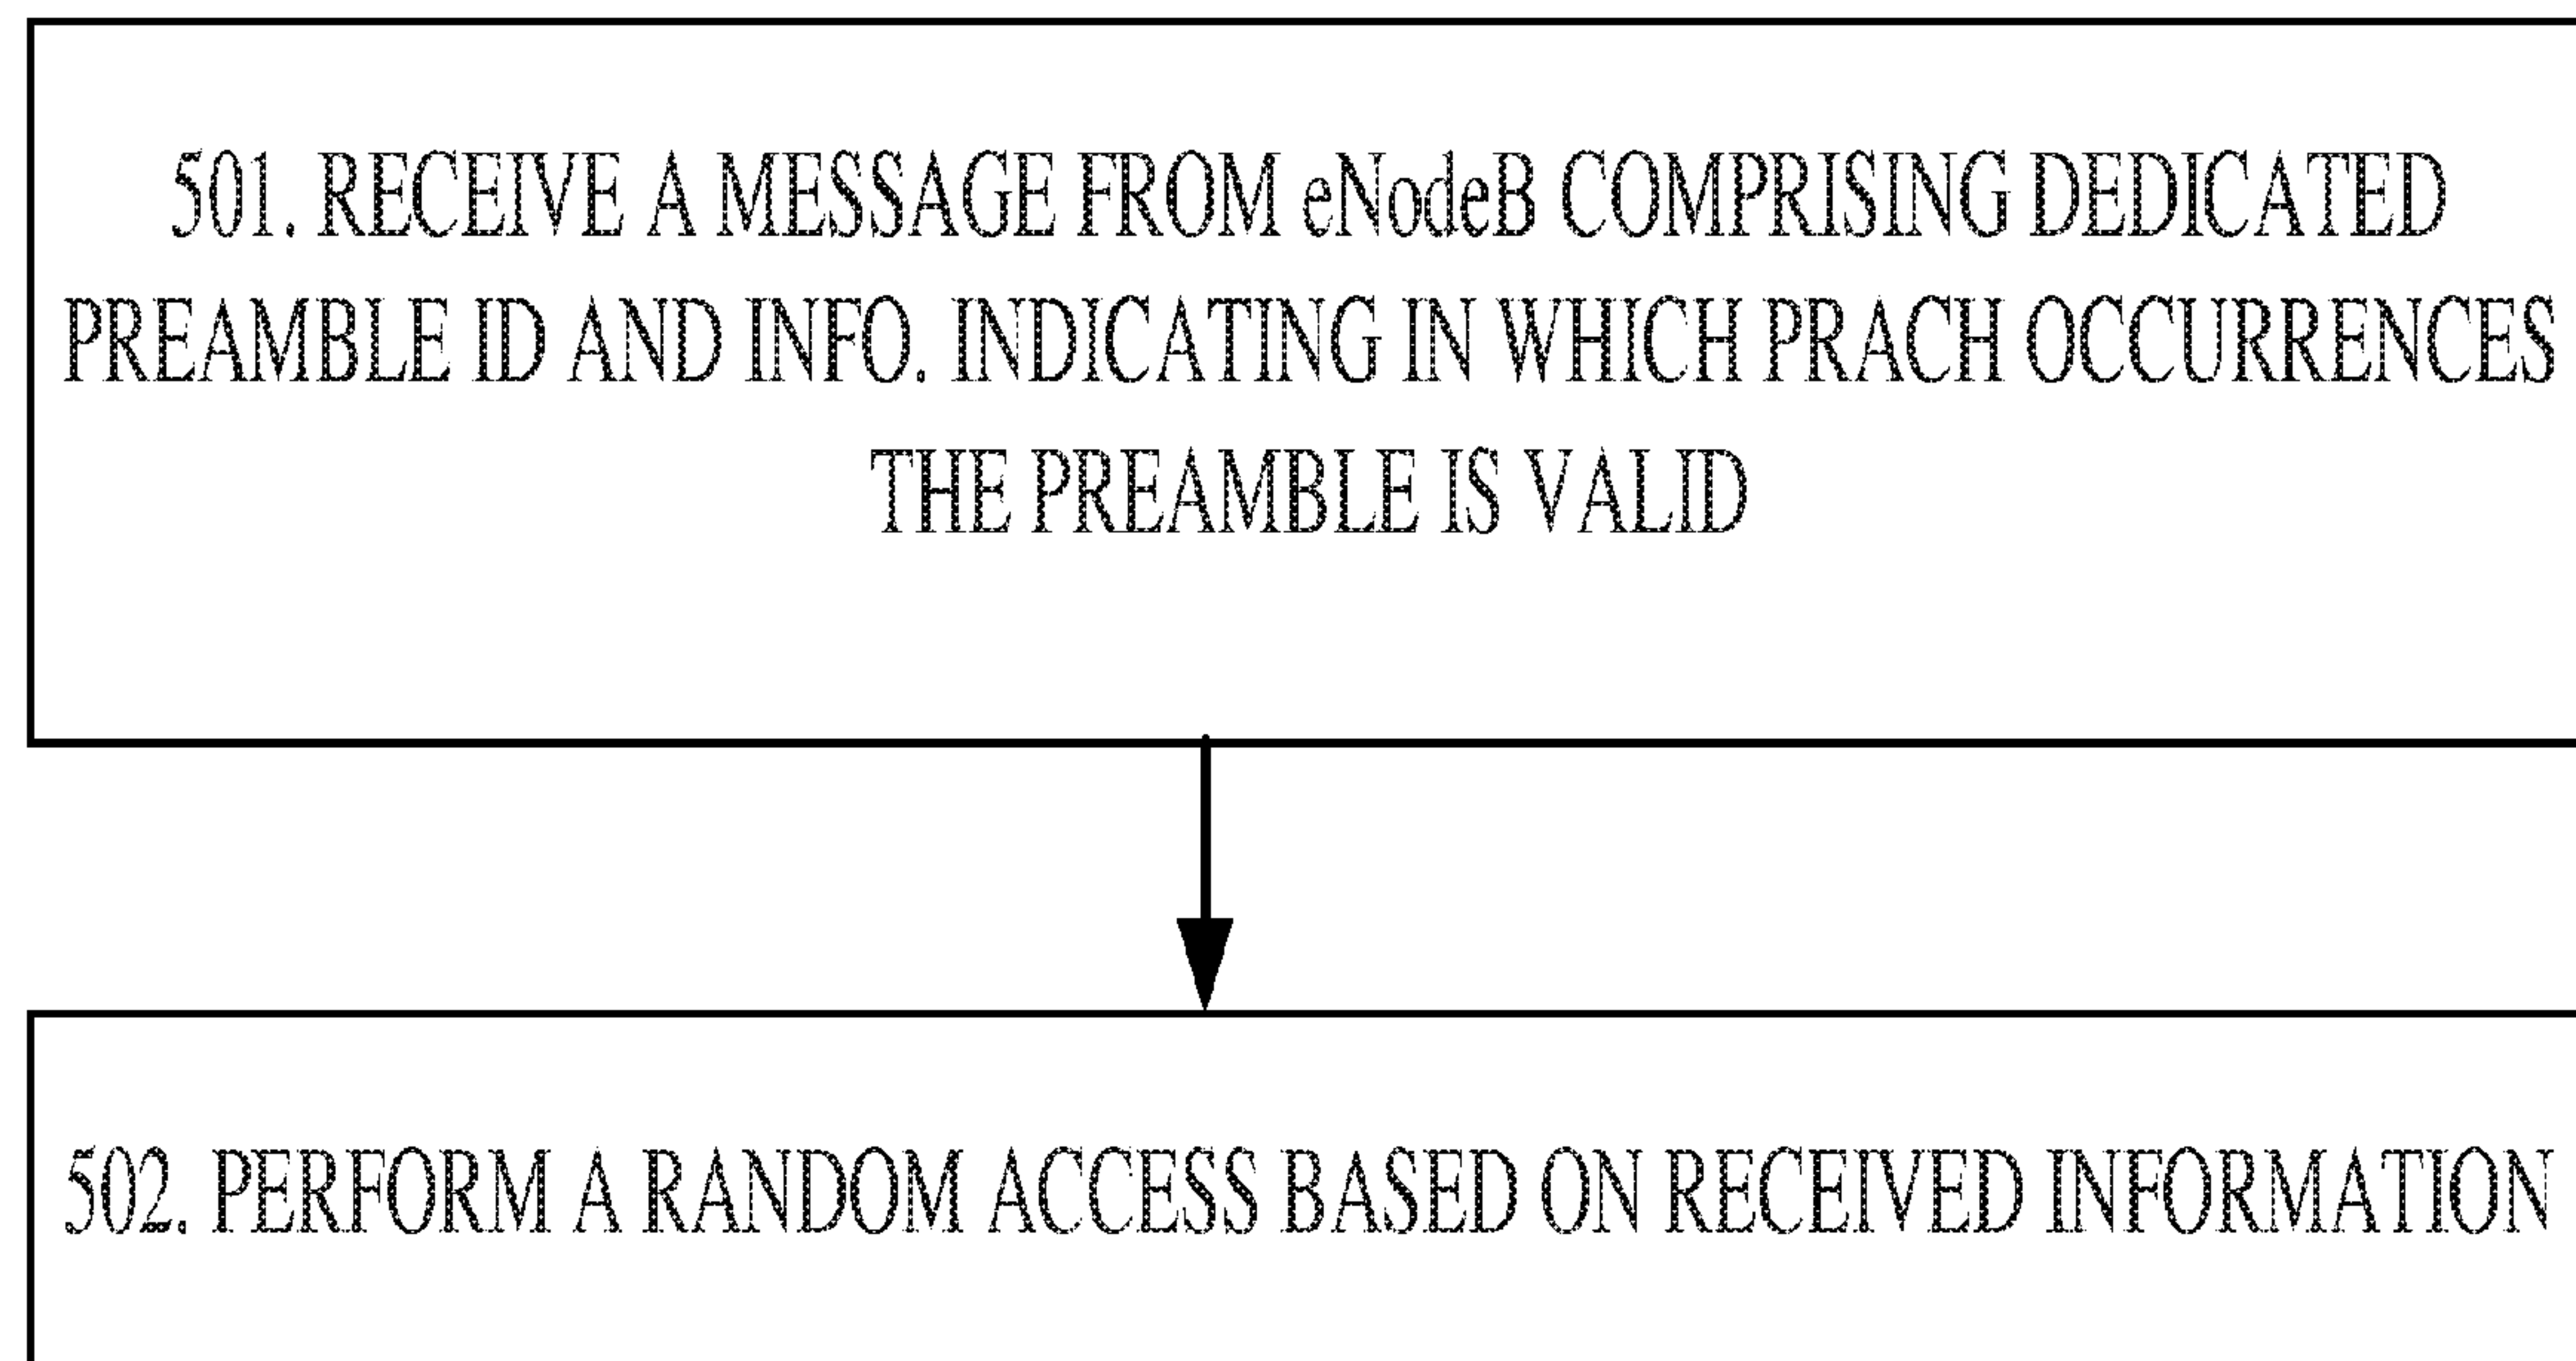 501. RECEIVE A MESSAGE FROM eNodeB COMPRISING DEDICATED
PREAMBLE ID AND INFO. INDICATING IN WHICH PRACH OCCURRENCES
THE PREAMBLE IS VALID
502. PERFORM A RANDOM ACCESS BASED ON RECEIVED INFORMATION